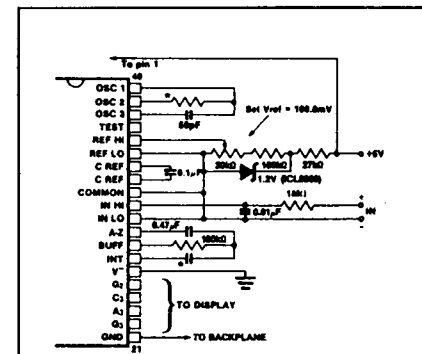 To pin 1
40
OSC 1
OSC 2
*
OSC 3
50pF
TEST
Set Vref = 100.0mV
REF HI
REF LO
20kΩ
100kΩ
27kΩ
+5V
C REF
0.1μF
1.2V (ICL8069)
C REF
COMMON
IN HI
+
IN
IN LO
0.01μF
-
A-Z
0.47μF
BUFF
INT
*
V-
G2
C3
A3
G3
TO DISPLAY
GND
TO BACKPLANE
21